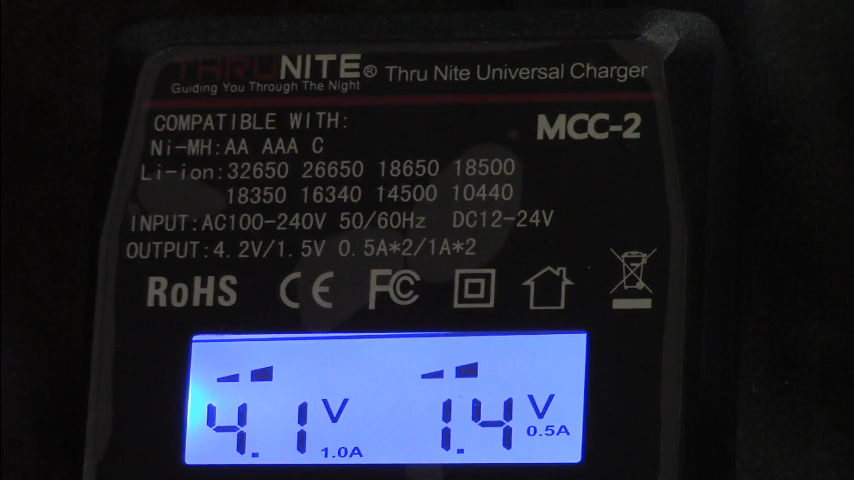 THRUNITE® Thru Nite Universal Charger
Guiding You Through The Night
COMPATIBLE WITH:
MCC-2
Ni-MH:AA AAA C
Li-ion:32650 26650 18650 18500
18350 16340 14500 10440
INPUT:AC100-240V 50/60Hz DC12-24V
OUTPUT:4.2V/1.5V 0.5A*2/1A*2
RoHS CE FC
4.1 V 1.4 V
1.0A 0.5A